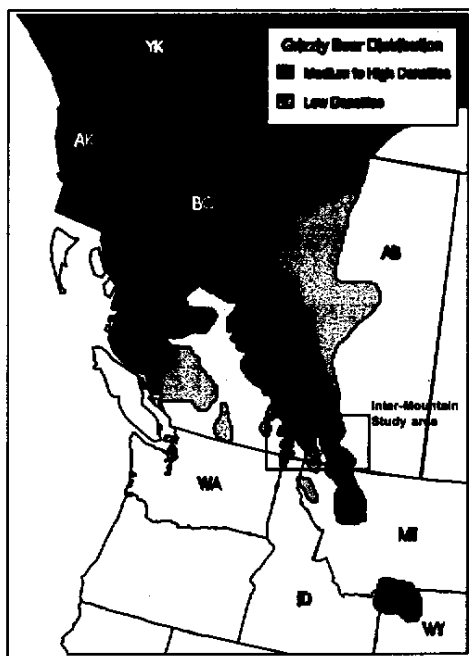 Grizzly Bear Distribution
Medium to High Densities
Low Densities
YK
AK
BC
AB
Inter-Mountain
Study area
WA
MT
ID
WY